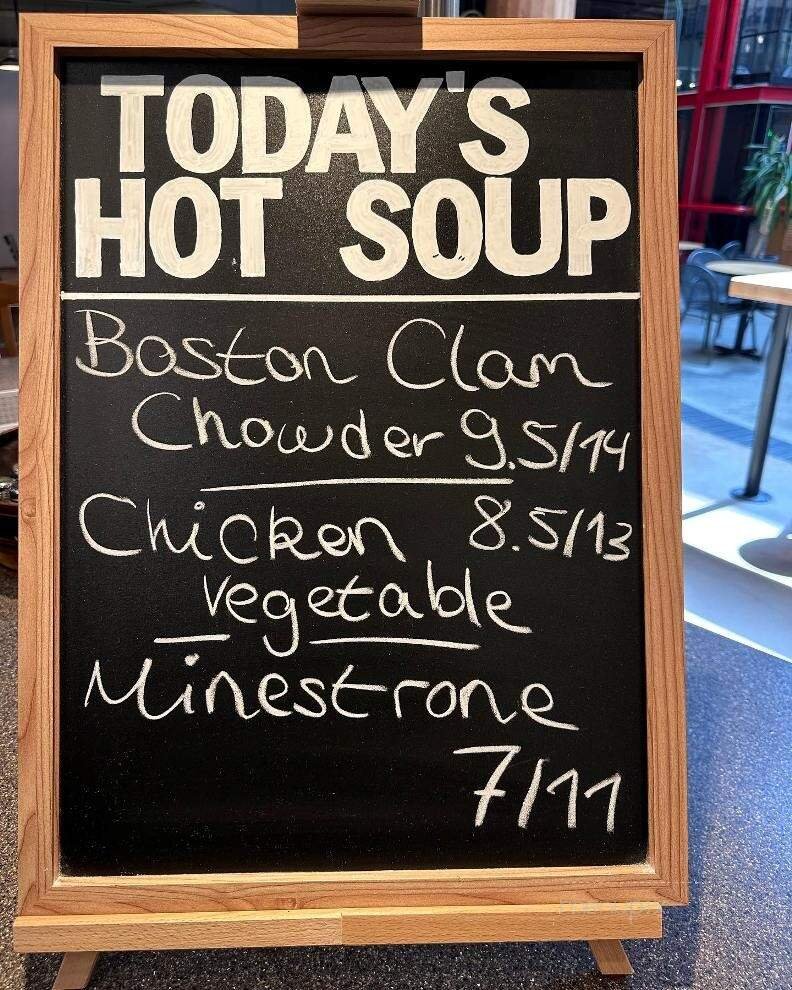 TODAY'S
HOT SOUP
Boston Clam
Chowder 9.5/14
Chicken 8.5/13
vegetable
Minestrone
7/11